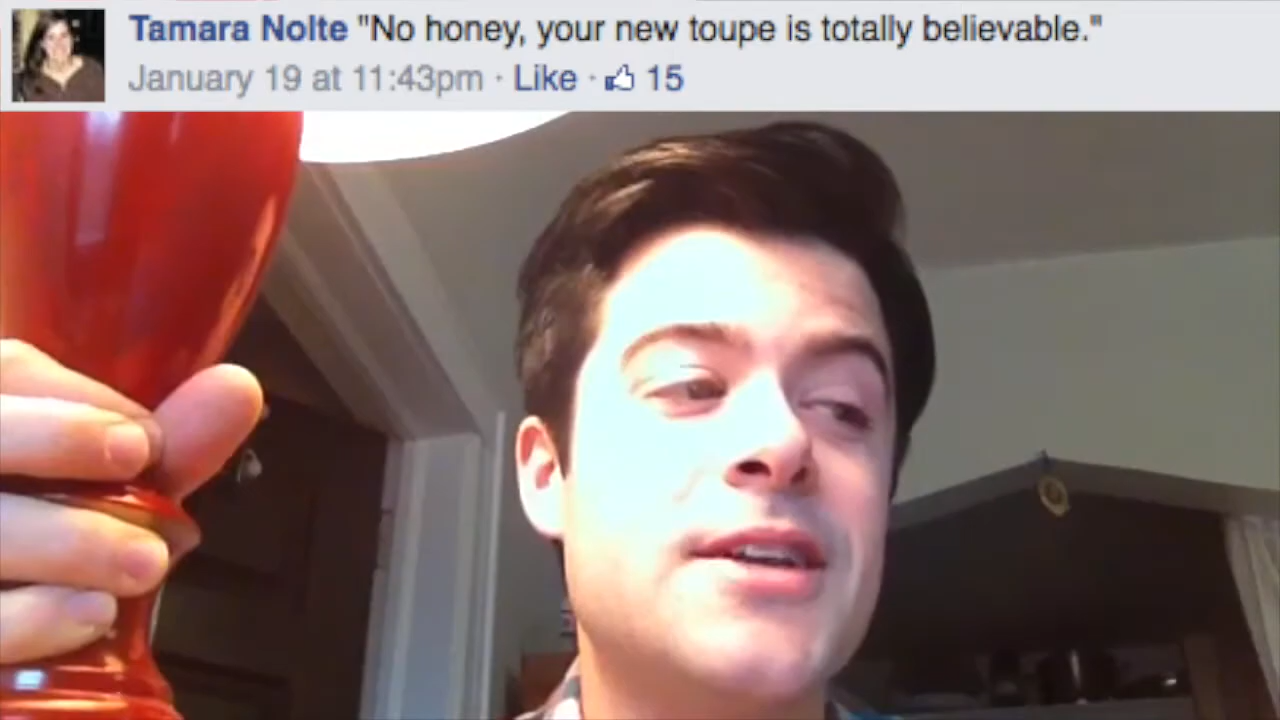 Tamara Nolte "No honey, your new toupe is totally believable."
January 19 at 11:43pm · Like · 15